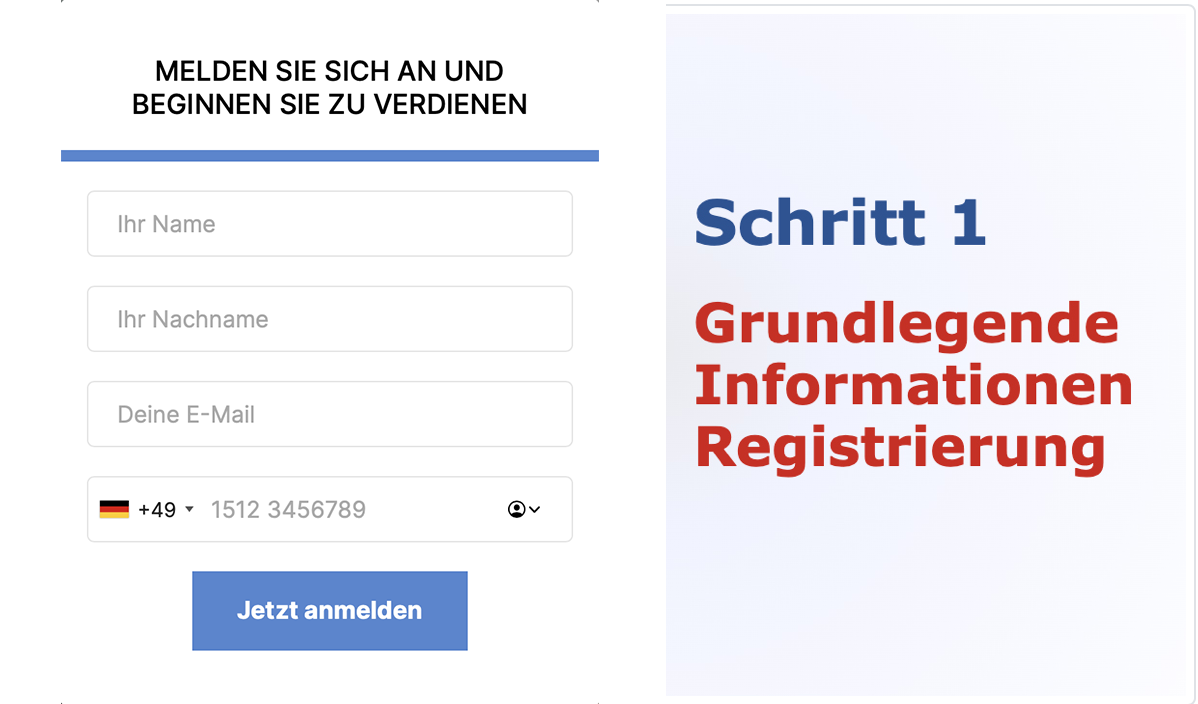 MELDEN SIE SICH AN UND
BEGINNEN SIE ZU VERDIENEN
Ihr Name
Ihr Nachname
Deine E-Mail
+49 1512 3456789
Jetzt anmelden
Schritt 1
Grundlegende
Informationen
Registrierung